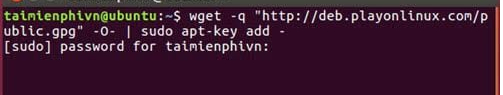 taimienphivn@ubuntu:~$ wget -q "http://deb.playonlinux.com/p
ublic.gpg" -O- | sudo apt-key add -
[sudo] password for taimienphivn: